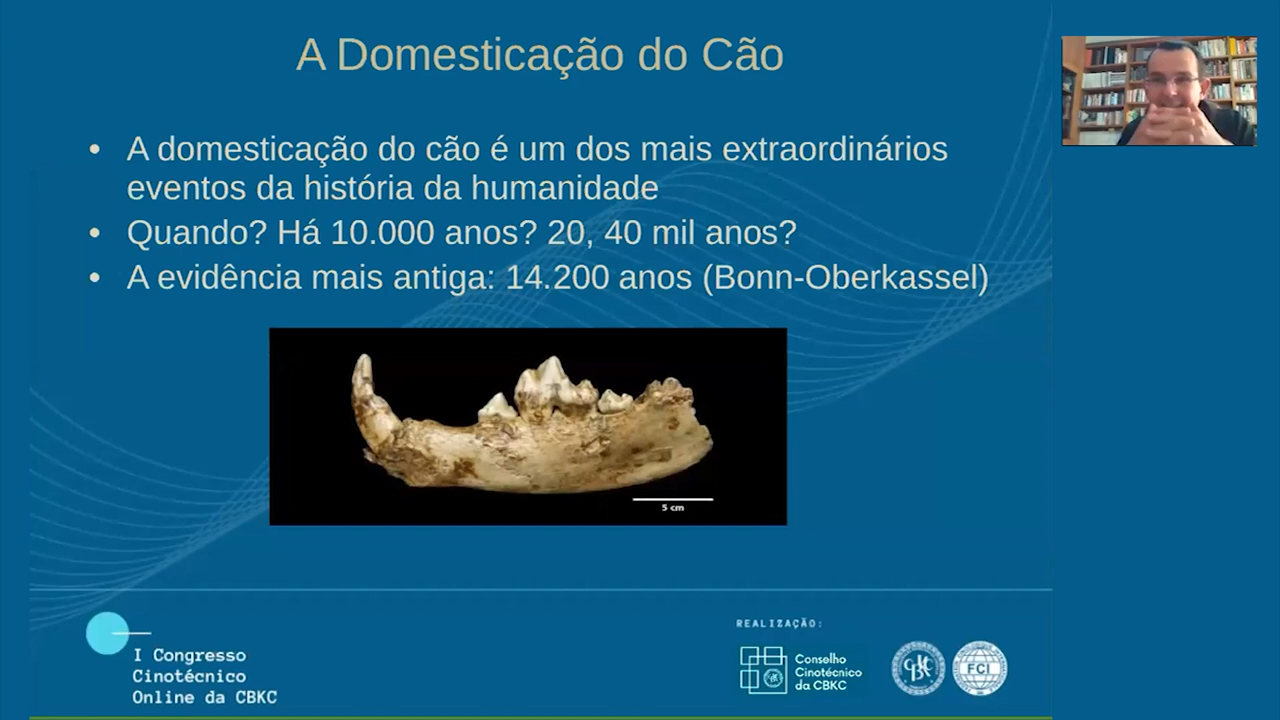 A Domesticação do Cão
• A domesticação do cão é um dos mais extraordinários
eventos da história da humanidade
• Quando? Há 10.000 anos? 20, 40 mil anos?
• A evidência mais antiga: 14.200 anos (Bonn-Oberkassel)
5 cm
I Congresso
Cinotécnico
Online da CBKC
REALIZAÇÃO:
Conselho
Cinotécnico
da CBKC
FCI